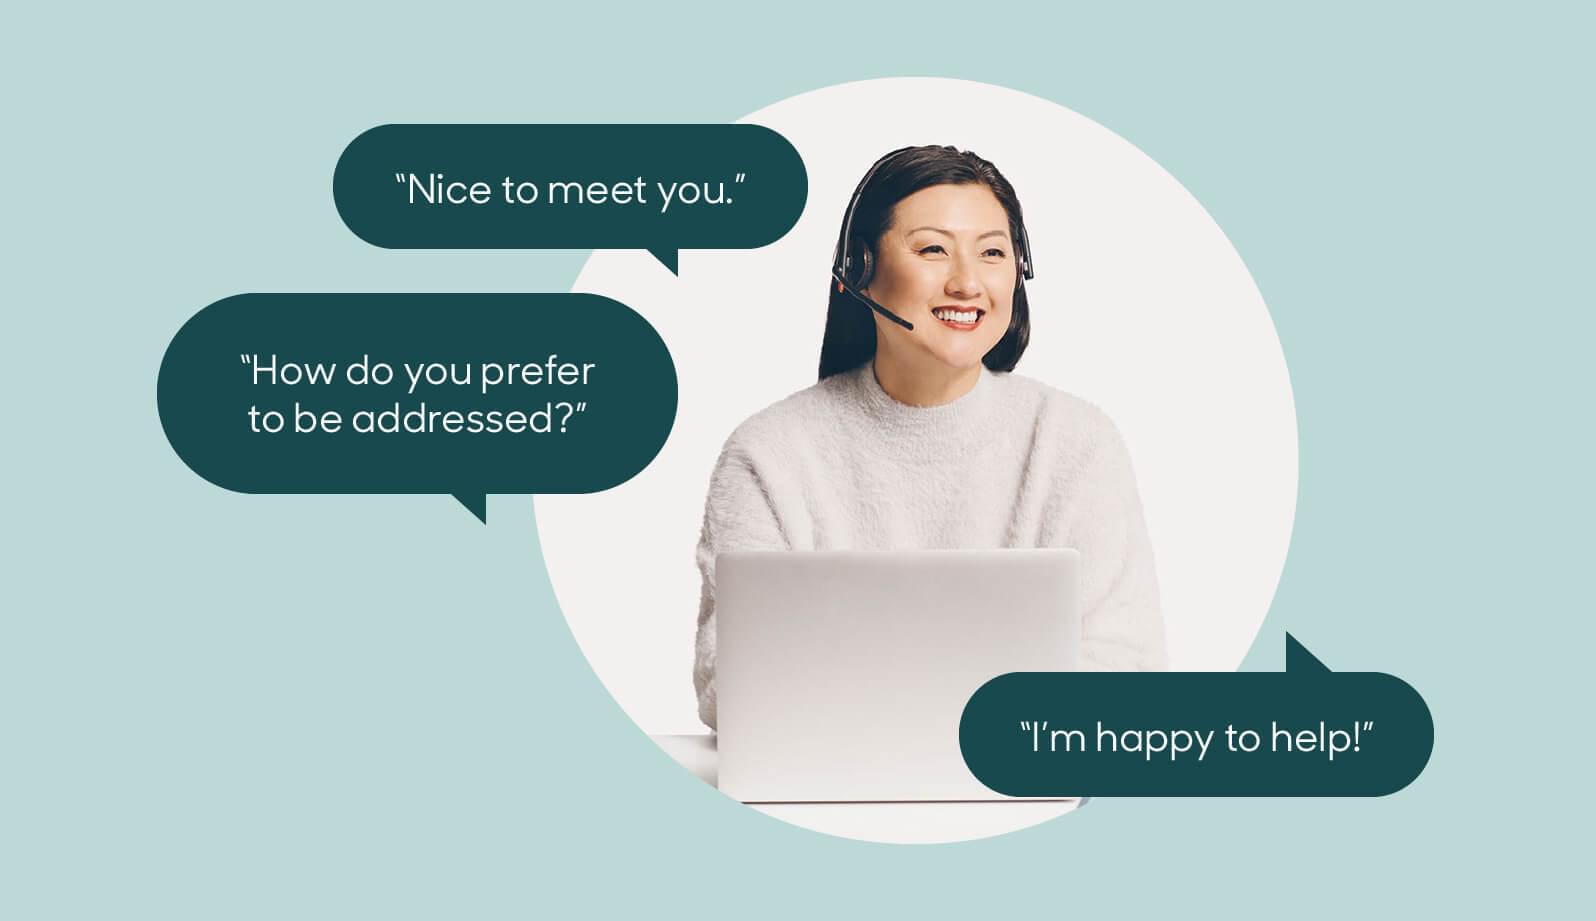 “Nice to meet you.”
“How do you prefer
to be addressed?”
“I’m happy to help!”